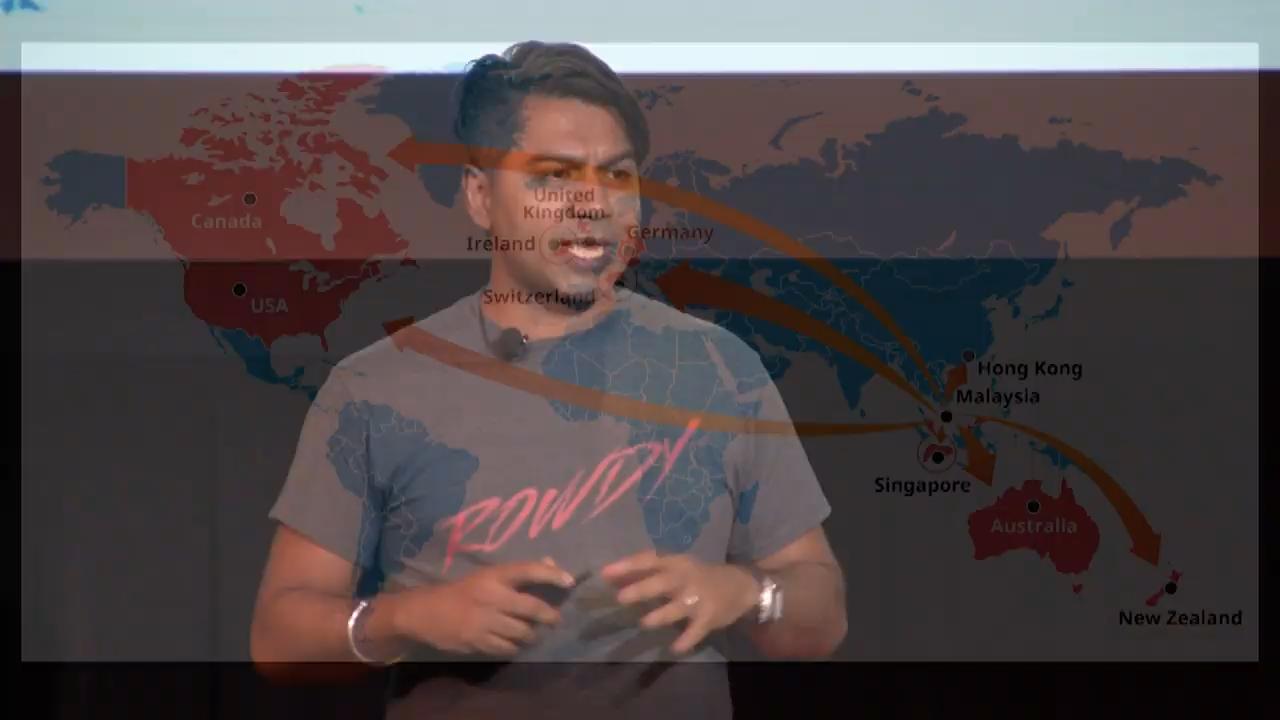 Canada
United
Kingdom
Ireland
Germany
USA
Switzerland
Hong Kong
Malaysia
ROWDY
Singapore
Australia
New Zealand